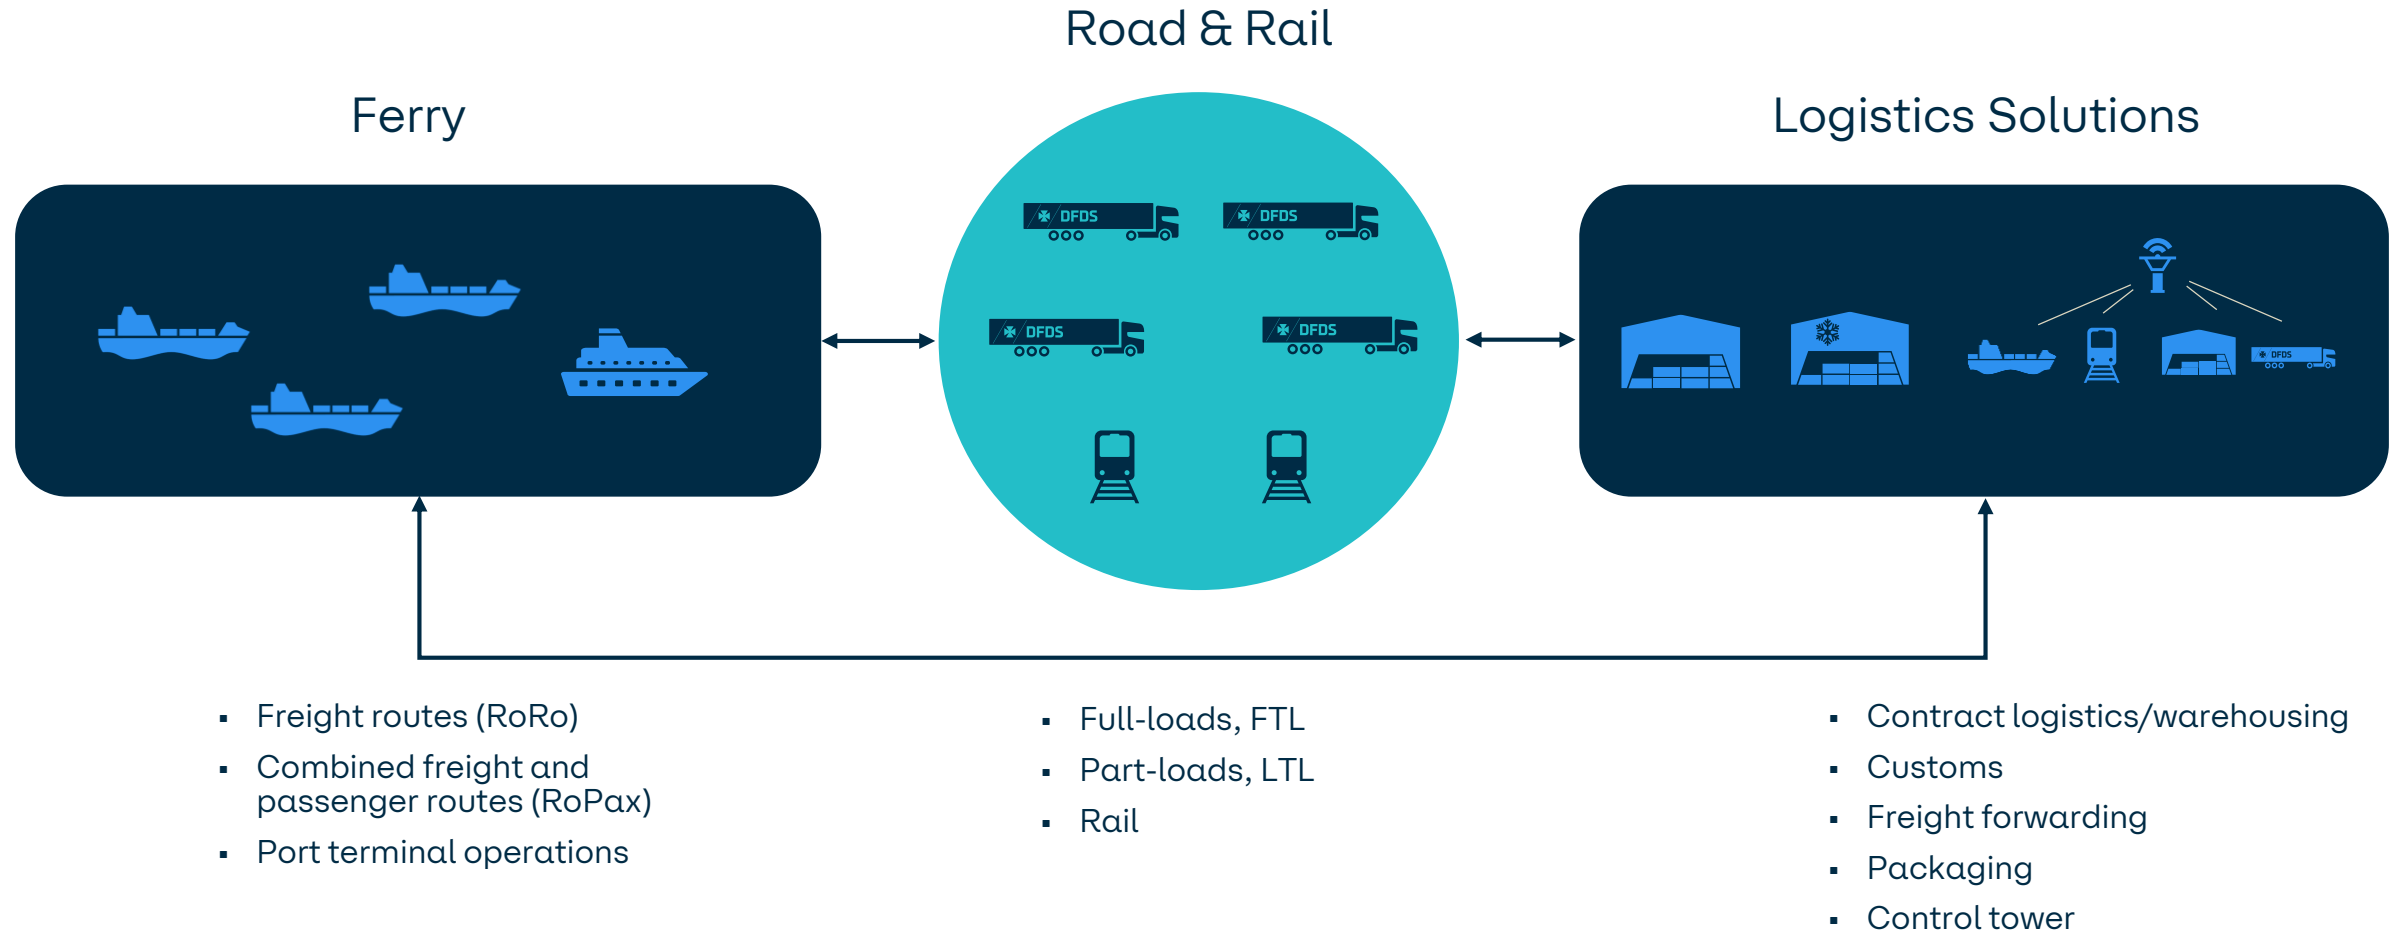 Road & Rail
Ferry
Logistics Solutions
DFDS
DFDS
DFDS
DFDS
DFDS
▪ Freight routes (RoRo)
▪ Combined freight and
passenger routes (RoPax)
▪ Port terminal operations
▪ Full-loads, FTL
▪ Part-loads, LTL
▪ Rail
▪ Contract logistics/warehousing
▪ Customs
▪ Freight forwarding
▪ Packaging
▪ Control tower